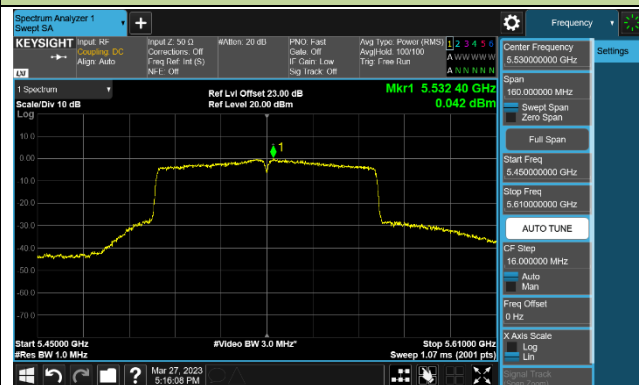 Spectrum Analyzer 1
Swept SA
Frequency
KEYSIGHT
Input: RF
Coupling: DC
Align: Auto
Input Z: 50 Ω
Corrections: Off
Freq Ref: Int (S)
NFE: Off
#Atten: 20 dB
PNO: Fast
Gate: Off
IF Gain: Low
Sig Track: Off
Avg Type: Power (RMS)
Avg|Hold: 100/100
Trig: Free Run
1 2 3 4 5 6
A W W W W W
A N N N N N
LXI
Center Frequency
5.530000000 GHz
Settings
Span
160.000000 MHz
Swept Span
Zero Span
Full Span
Start Freq
5.450000000 GHz
Stop Freq
5.610000000 GHz
AUTO TUNE
CF Step
16.000000 MHz
Auto
Man
Freq Offset
0 Hz
X Axis Scale
Log
Lin
Signal Track
(Span Zoom)
1 Spectrum
Scale/Div 10 dB
Log
Ref Lvl Offset 23.00 dB
Ref Level 20.00 dBm
Mkr1 5.532 40 GHz
0.042 dBm
1
10.0
0.00
-10.0
-20.0
-30.0
-40.0
-50.0
-60.0
-70.0
Start 5.45000 GHz
#Res BW 1.0 MHz
#Video BW 3.0 MHz*
Stop 5.61000 GHz
Sweep 1.07 ms (2001 pts)
?
Mar 27, 2023
5:16:08 PM